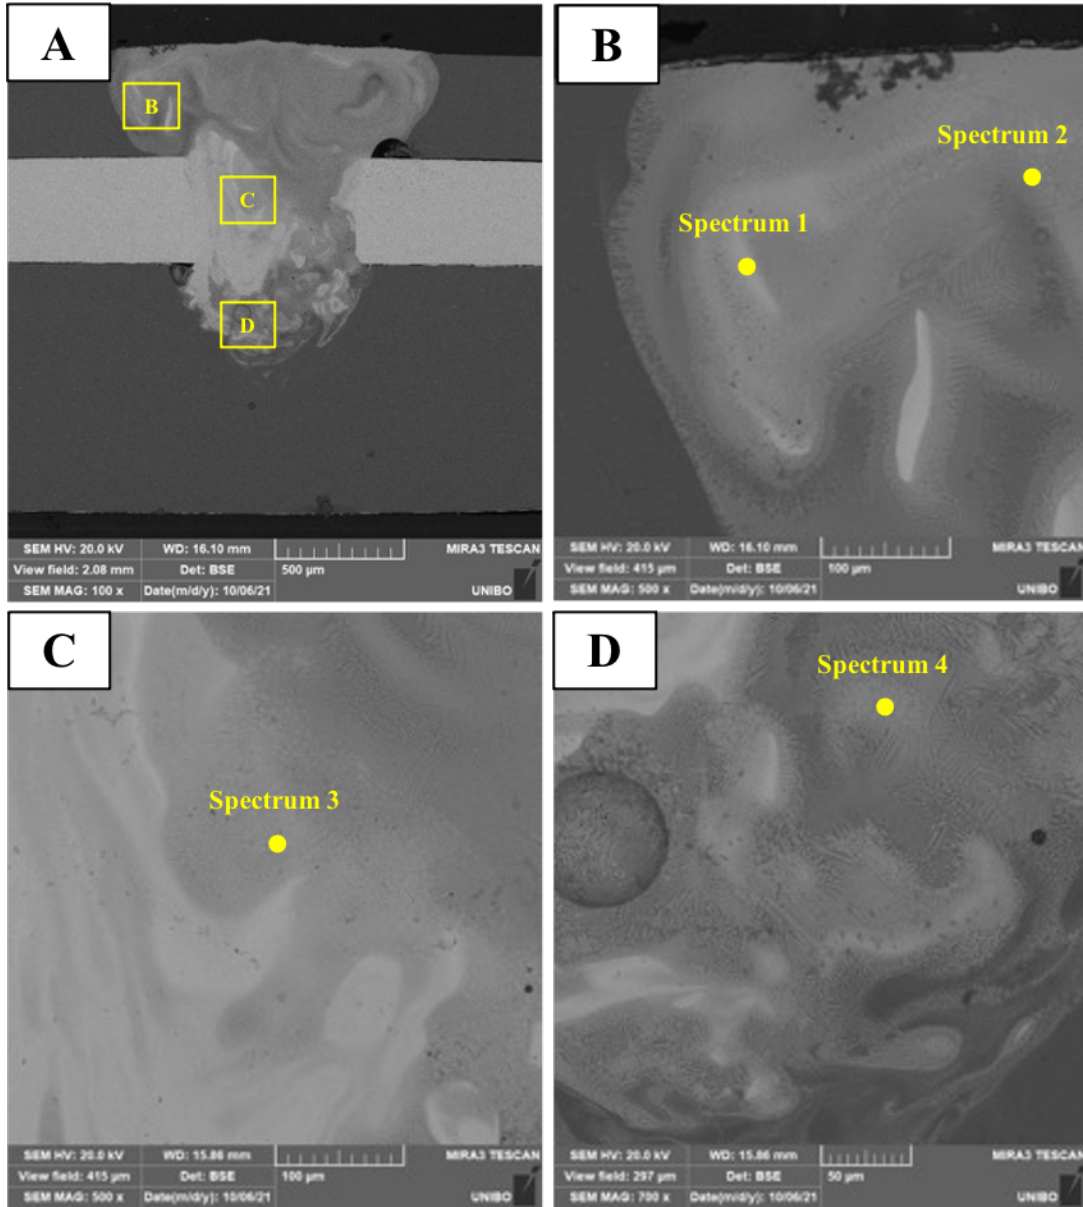 A
B
C
D
SEM HV: 20.0 kV
WD: 16.10 mm
MIRA3 TESCAN
View field: 2.08 mm
Det: BSE
500 µm
SEM MAG: 100 x
Date(m/d/y): 10/06/21
UNIBO
B
Spectrum 2
Spectrum 1
SEM HV: 20.0 kV
WD: 16.10 mm
MIRA3 TESCAN
View field: 415 µm
Det: BSE
100 µm
SEM MAG: 500 x
Date(m/d/y): 10/06/21
UNIBO
C
Spectrum 3
SEM HV: 20.0 kV
WD: 15.86 mm
MIRA3 TESCAN
View field: 415 µm
Det: BSE
100 µm
SEM MAG: 500 x
Date(m/d/y): 10/06/21
UNIBO
D
Spectrum 4
SEM HV: 20.0 kV
WD: 15.86 mm
MIRA3 TESCAN
View field: 297 µm
Det: BSE
50 µm
SEM MAG: 700 x
Date(m/d/y): 10/06/21
UNIBO